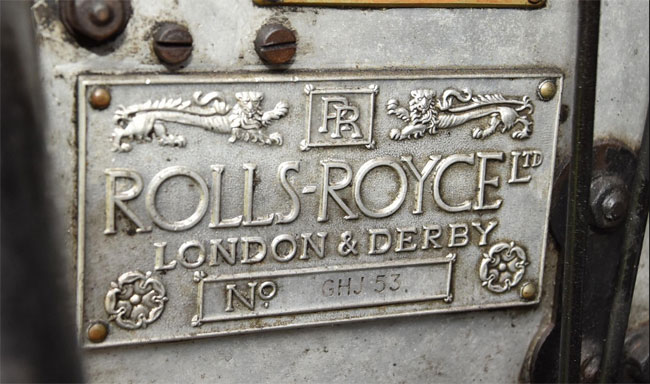 RR
ROLLS-ROYCE LTD
LONDON & DERBY
No GHJ 53.